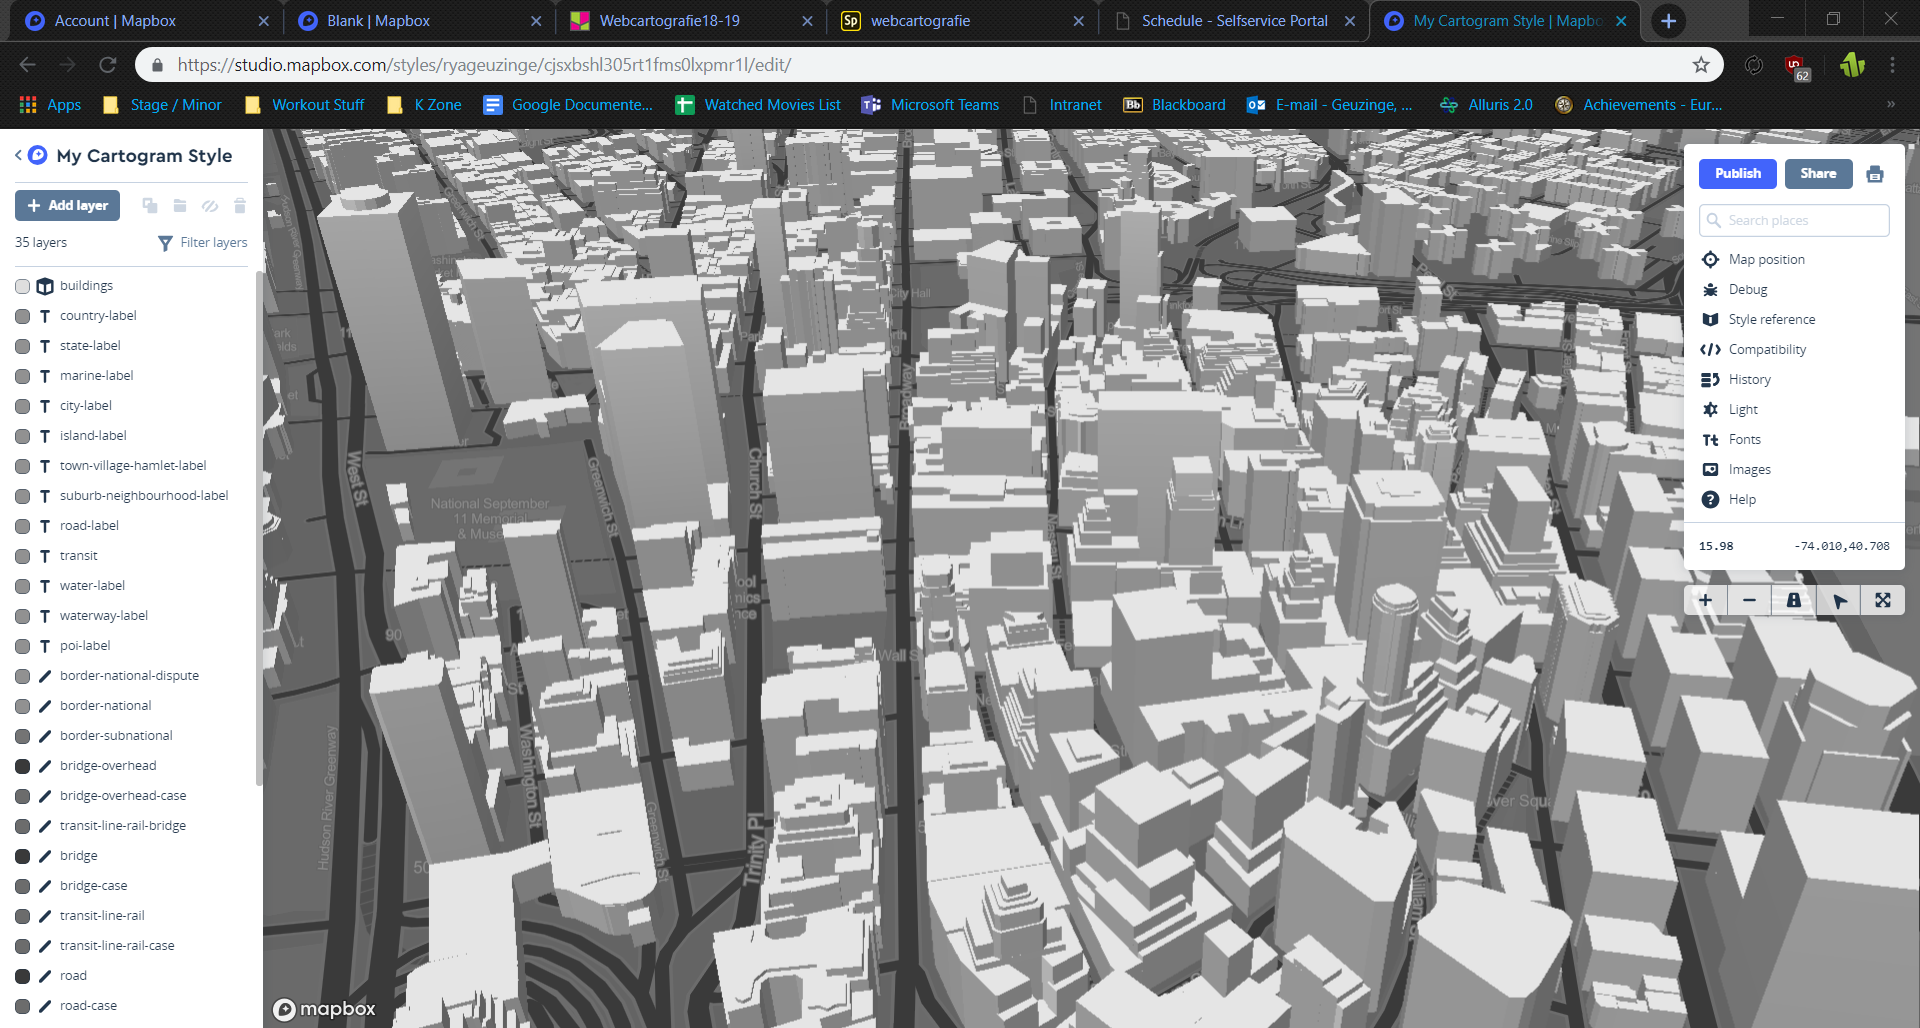 Account | Mapbox
Blank | Mapbox
Webcartografie18-19
Sp webcartografie
Schedule - Selfservice Portal
My Cartogram Style | Mapbo
https://studio.mapbox.com/styles/ryageuzinge/cjsxbshl305rt1fms0lxpmr1l/edit/
62
Apps
Stage / Minor
Workout Stuff
K Zone
Google Documente...
Watched Movies List
Microsoft Teams
Intranet
Bb Blackboard
E-mail - Geuzinge, ...
Alluris 2.0
Achievements - Eur...
»
My Cartogram Style
+ Add layer
35 layers
Filter layers
buildings
country-label
state-label
marine-label
city-label
island-label
town-village-hamlet-label
suburb-neighbourhood-label
road-label
transit
water-label
waterway-label
poi-label
border-national-dispute
border-national
border-subnational
bridge-overhead
bridge-overhead-case
transit-line-rail-bridge
bridge
bridge-case
transit-line-rail
transit-line-rail-case
road
road-case
Publish
Share
Search places
Map position
Debug
Style reference
Compatibility
History
Light
Fonts
Images
Help
15.98
-74.010,40.708
City Hall
Broadway
West St
Greenwich St
Church St
National September
11 Memorial
& Muse
Nassau St
90
Wall S
Washington St
Hudson River Greenway
Greenwich St
Trinity Pl
50
William
ver Squ
mapbox